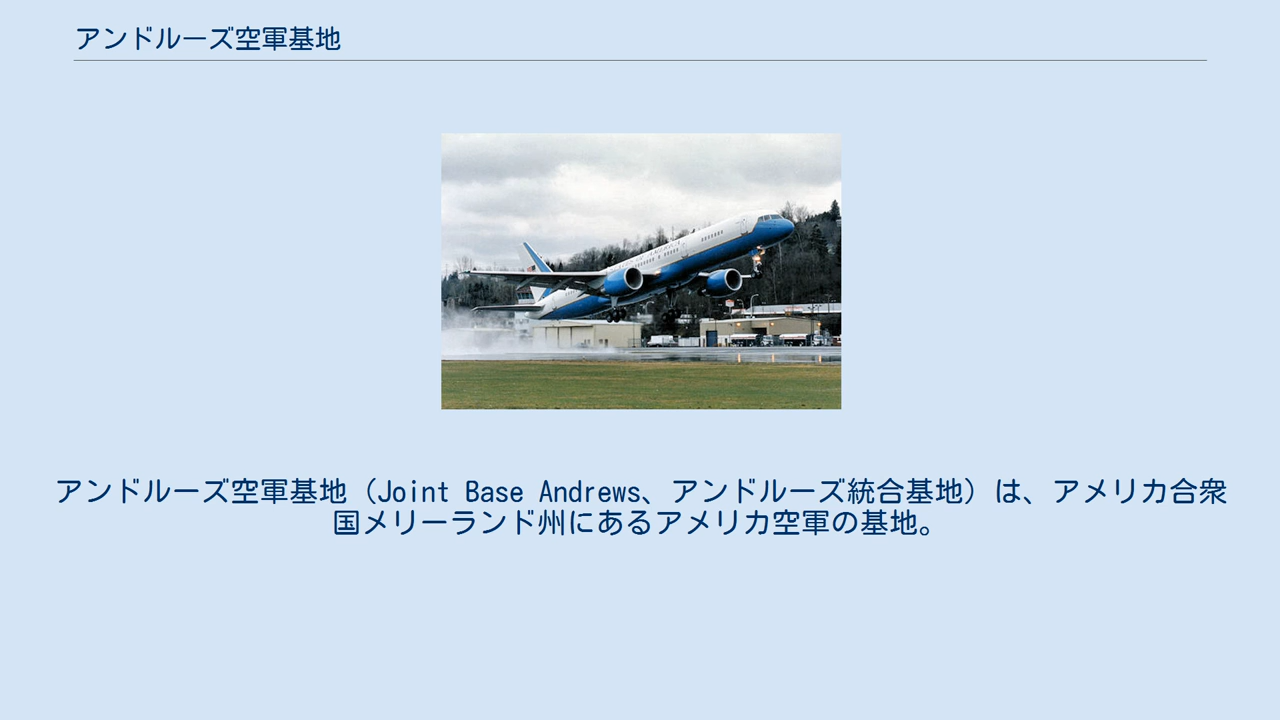 アンドルーズ空軍基地
アンドルーズ空軍基地（Joint Base Andrews、アンドルーズ統合基地）は、アメリカ合衆
国メリーランド州にあるアメリカ空軍の基地。